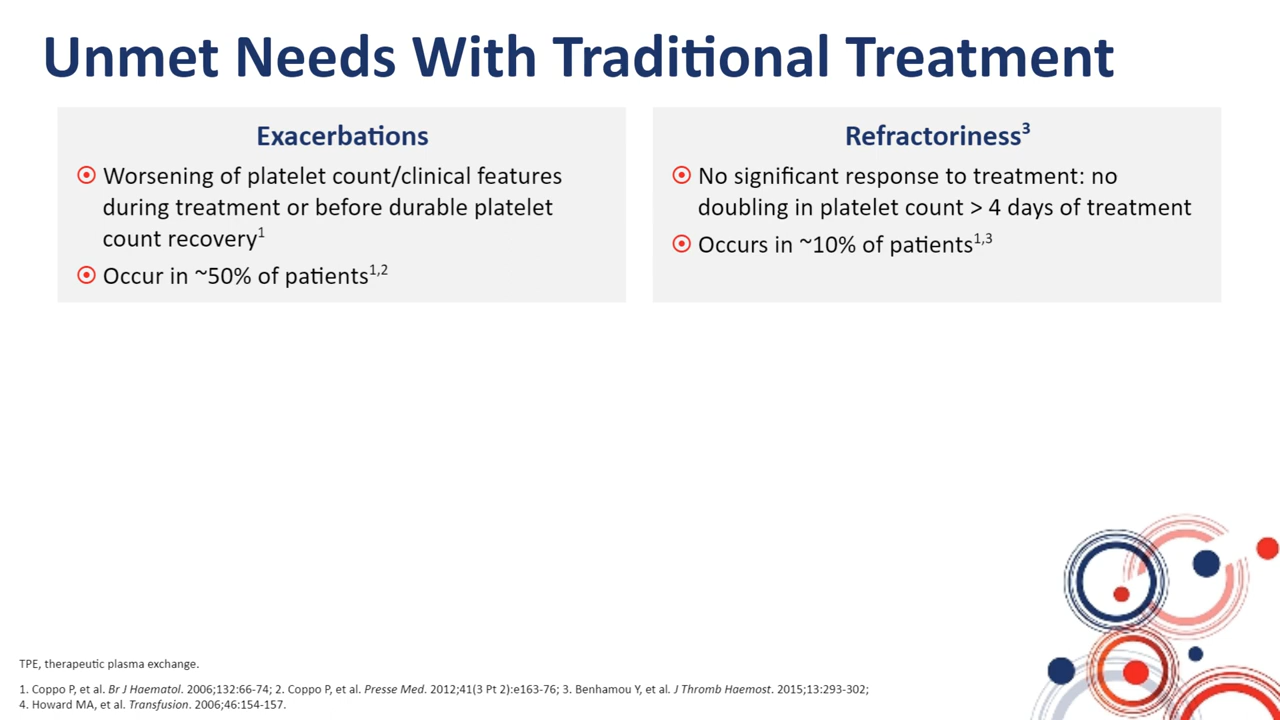 Unmet Needs With Traditional Treatment
Exacerbations
Worsening of platelet count/clinical features
during treatment or before durable platelet
count recovery1
Occur in ~50% of patients1,2
Refractoriness3
No significant response to treatment: no
doubling in platelet count > 4 days of treatment
Occurs in ~10% of patients1,3
TPE, therapeutic plasma exchange.
1. Coppo P, et al. Br J Haematol. 2006;132:66-74; 2. Coppo P, et al. Presse Med. 2012;41(3 Pt 2):e163-76; 3. Benhamou Y, et al. J Thromb Haemost. 2015;13:293-302;
4. Howard MA, et al. Transfusion. 2006;46:154-157.